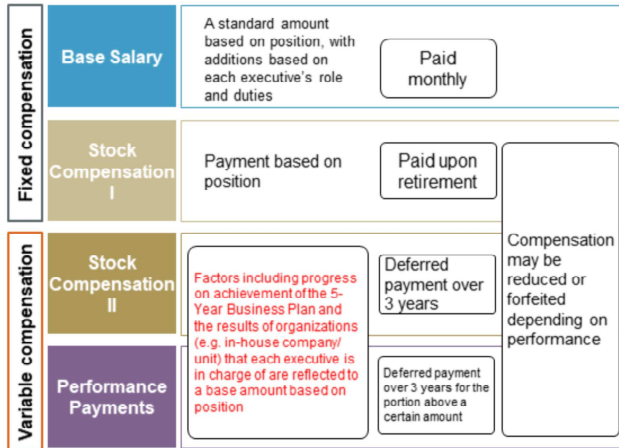 Fixed compensation
Base Salary
A standard amount
based on position, with
additions based on
each executive's role
and duties
Paid
monthly
Stock
Compensation
I
Payment based on
position
Paid upon
retirement
Compensation
may be
reduced or
forfeited
depending on
performance
Variable compensation
Stock
Compensation
II
Factors including progress
on achievement of the 5-
Year Business Plan and
the results of organizations
(e.g. in-house company/
unit) that each executive is
in charge of are reflected to
a base amount based on
position
Deferred
payment over
3 years
Performance
Payments
Deferred payment
over 3 years for the
portion above a
certain amount